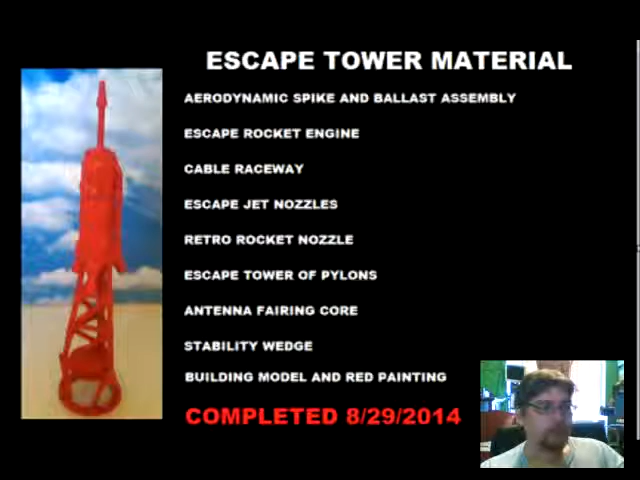 ESCAPE TOWER MATERIAL
AERODYNAMIC SPIKE AND BALLAST ASSEMBLY
ESCAPE ROCKET ENGINE
CABLE RACEWAY
ESCAPE JET NOZZLES
RETRO ROCKET NOZZLE
ESCAPE TOWER OF PYLONS
ANTENNA FAIRING CORE
STABILITY WEDGE
BUILDING MODEL AND RED PAINTING
COMPLETED 8/29/2014